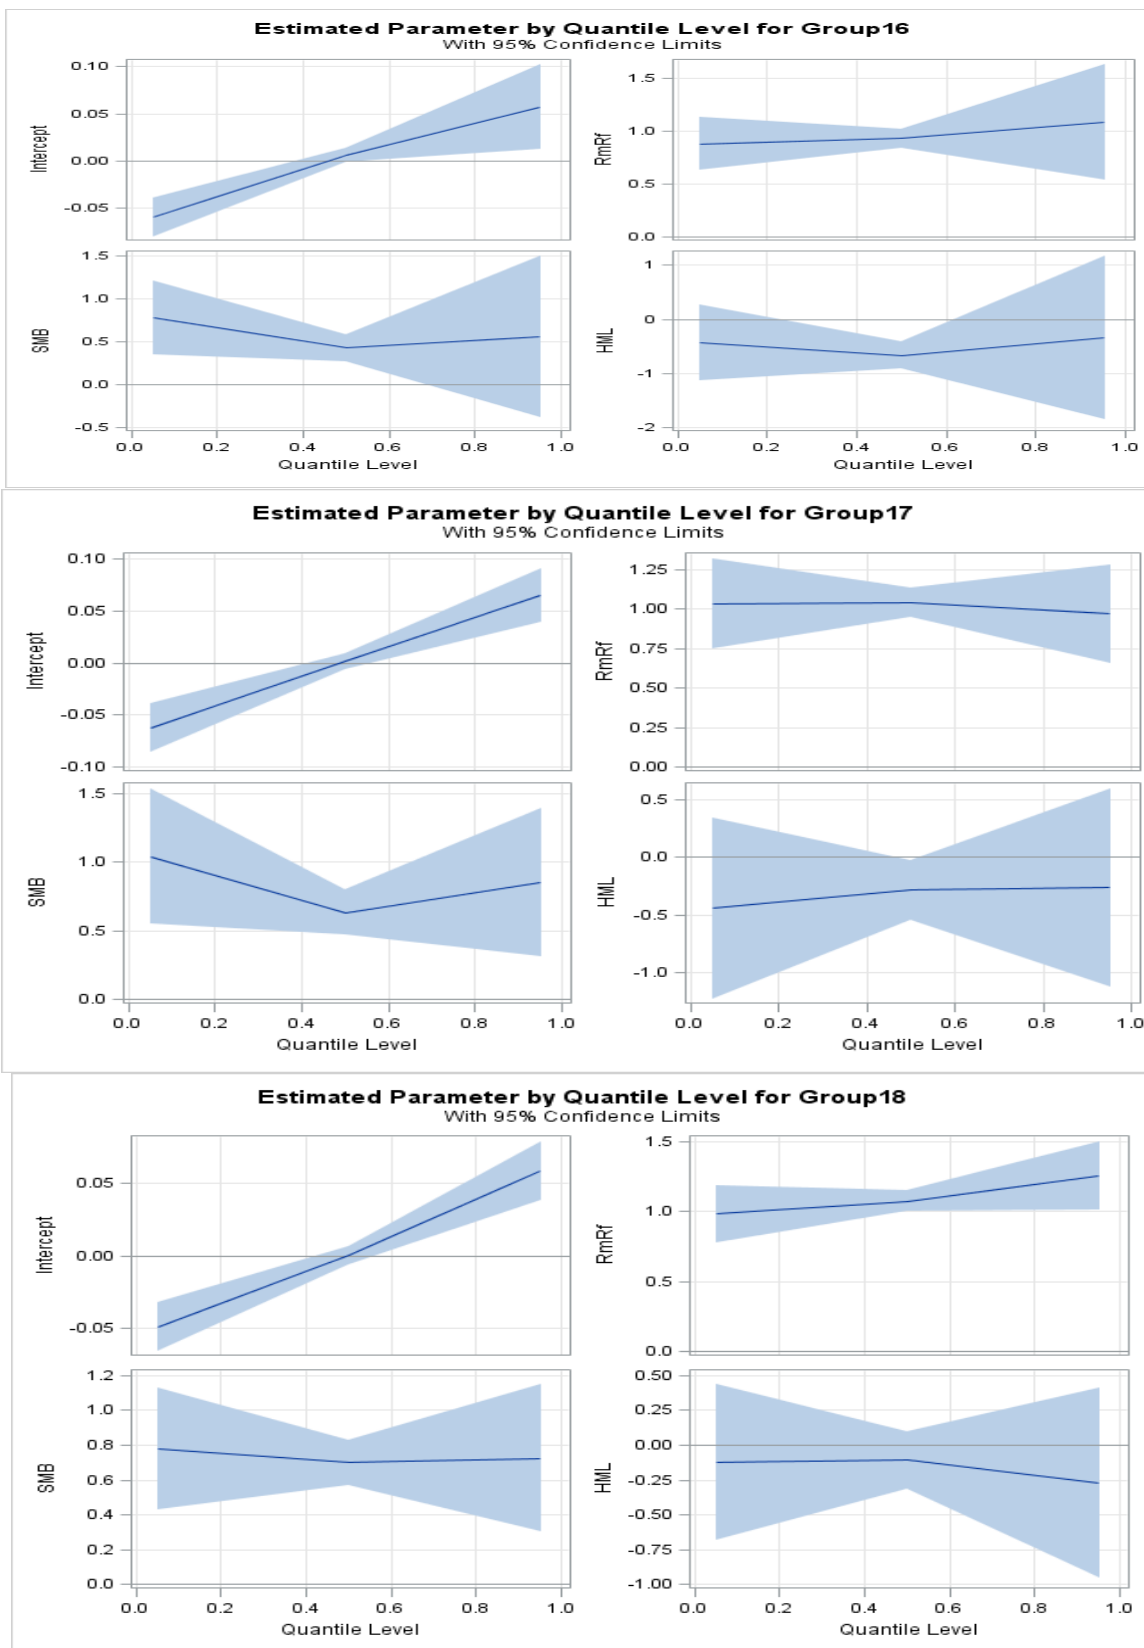 Estimated Parameter by Quantile Level for Group16
With 95% Confidence Limits
Intercept
0.10
0.05
0.00
-0.05
RmRf
1.5
1.0
0.5
0.0
SMB
1.5
1.0
0.5
0.0
-0.5
HML
1
0
-1
-2
0.0 0.2 0.4 0.6 0.8 1.0
Quantile Level
0.0 0.2 0.4 0.6 0.8 1.0
Quantile Level
Estimated Parameter by Quantile Level for Group17
With 95% Confidence Limits
Intercept
0.10
0.05
0.00
-0.05
-0.10
RmRf
1.25
1.00
0.75
0.50
0.25
0.00
SMB
1.5
1.0
0.5
0.0
HML
0.5
0.0
-0.5
-1.0
0.0 0.2 0.4 0.6 0.8 1.0
Quantile Level
0.0 0.2 0.4 0.6 0.8 1.0
Quantile Level
Estimated Parameter by Quantile Level for Group18
With 95% Confidence Limits
Intercept
0.05
0.00
-0.05
RmRf
1.5
1.0
0.5
0.0
SMB
1.2
1.0
0.8
0.6
0.4
0.2
0.0
HML
0.50
0.25
0.00
-0.25
-0.50
-0.75
-1.00
0.0 0.2 0.4 0.6 0.8 1.0
Quantile Level
0.0 0.2 0.4 0.6 0.8 1.0
Quantile Level